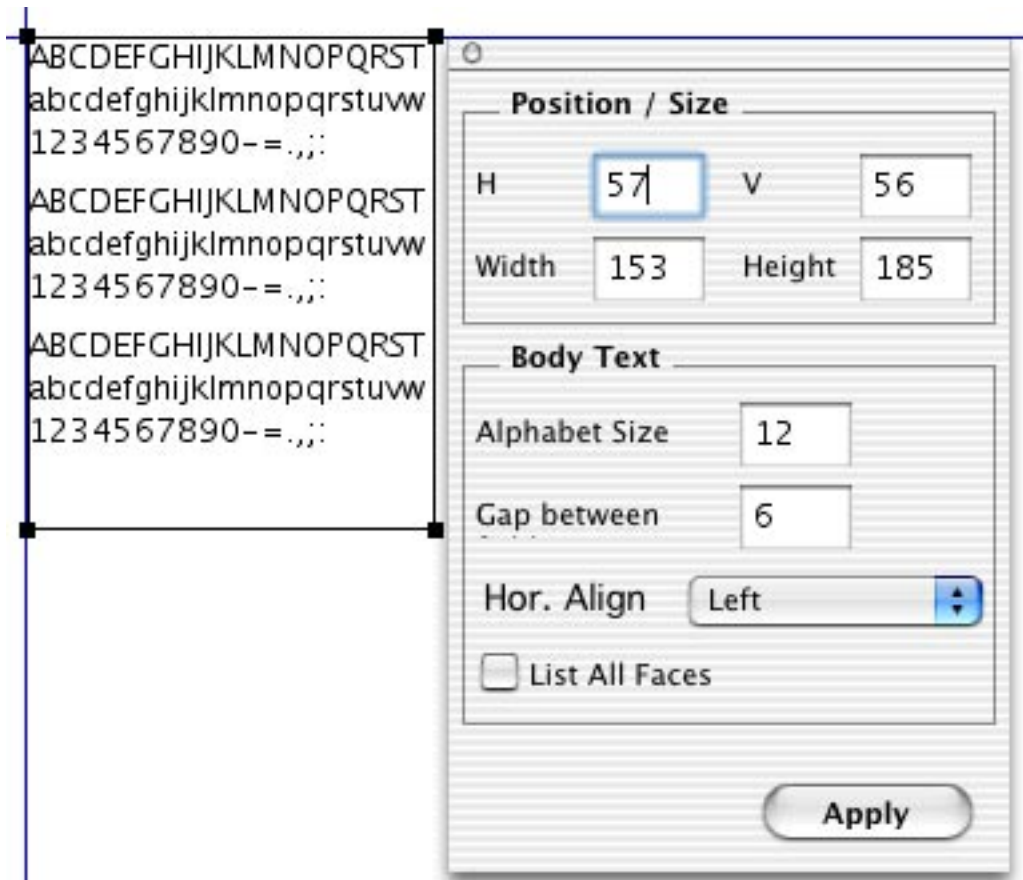 ABCDEFGHIJKLMNOPQRST
abcdefghijklmnopqrstuvw
1234567890-=.,;:
ABCDEFGHIJKLMNOPQRST
abcdefghijklmnopqrstuvw
1234567890-=.,;:
ABCDEFGHIJKLMNOPQRST
abcdefghijklmnopqrstuvw
1234567890-=.,;:
Position / Size
H 57 V 56
Width 153 Height 185
Body Text
Alphabet Size 12
Gap between 6
Hor. Align Left
List All Faces
Apply